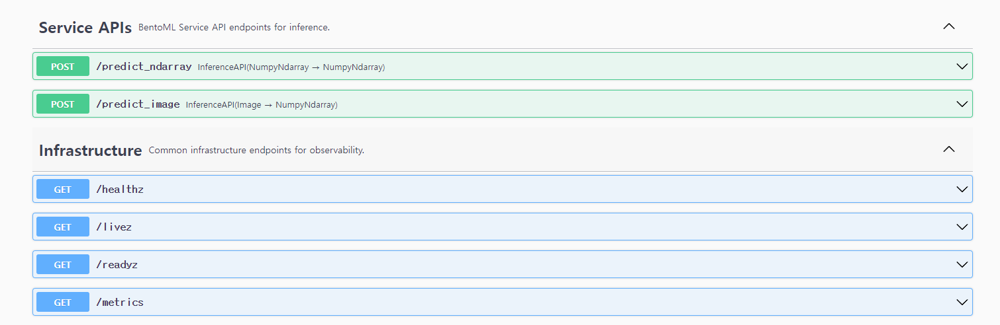 Service APIs BentoML Service API endpoints for inference.
POST /predict_ndarray InferenceAPI(NumpyNdarray → NumpyNdarray)
POST /predict_image InferenceAPI(Image → NumpyNdarray)
Infrastructure Common infrastructure endpoints for observability.
GET /healthz
GET /livez
GET /readyz
GET /metrics